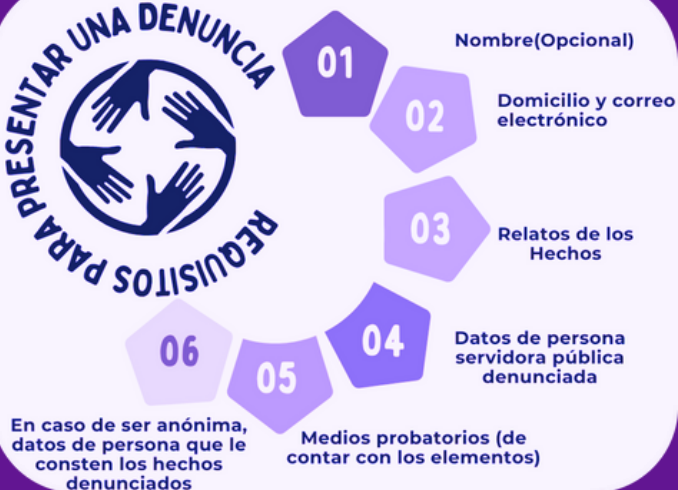 REQUISITOS PARA PRESENTAR UNA DENUNCIA
01
Nombre(Opcional)
02
Domicilio y correo
electrónico
03
Relatos de los
Hechos
04
Datos de persona
servidora pública
denunciada
05
Medios probatorios (de
contar con los elementos)
06
En caso de ser anónima,
datos de persona que le
consten los hechos
denunciados